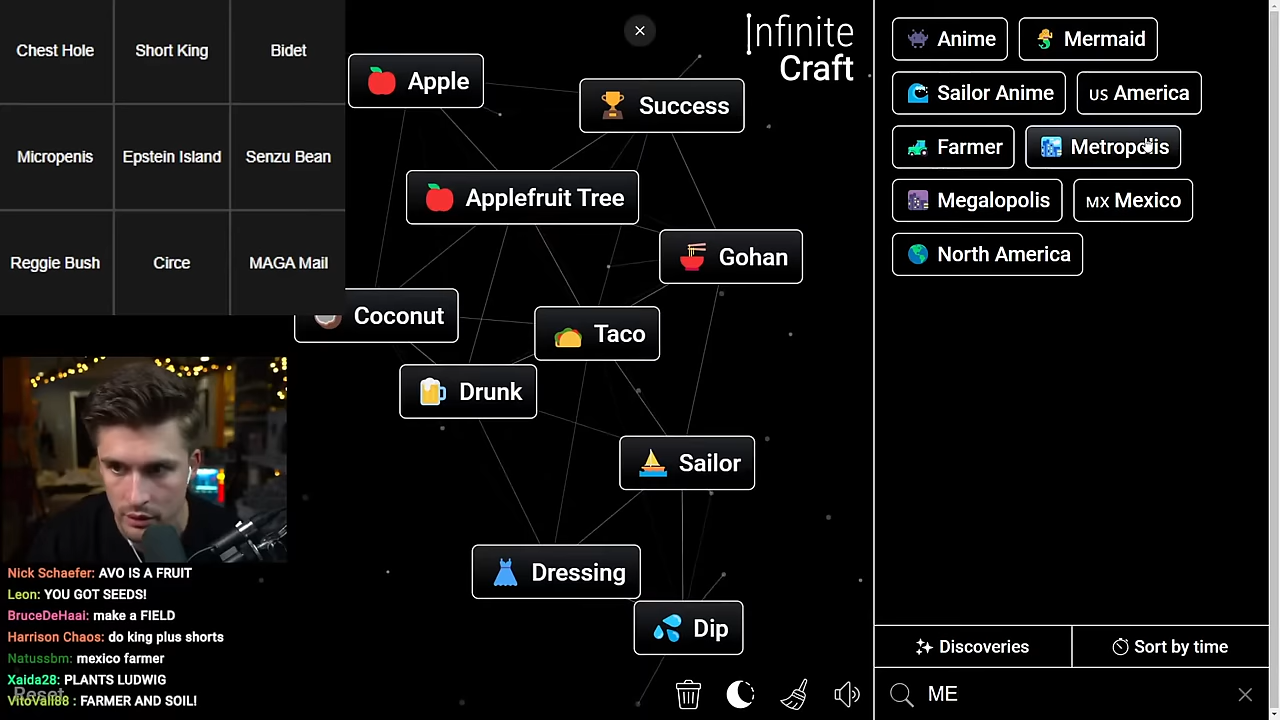 Chest Hole
Short King
Bidet
Micropenis
Epstein Island
Senzu Bean
Reggie Bush
Circe
MAGA Mail
Infinite
Craft
Apple
Success
Applefruit Tree
Gohan
Coconut
Taco
Drunk
Sailor
Dressing
Dip
Anime
Mermaid
Sailor Anime
US America
Farmer
Metropolis
Megalopolis
MX Mexico
North America
Discoveries
Sort by time
ME
Nick Schaefer: AVO IS A FRUIT
Leon: YOU GOT SEEDS!
BruceDeHaai: make a FIELD
Harrison Chaos: do king plus shorts
Natussbm: mexico farmer
Xaida28: PLANTS LUDWIG
Reset
VitoVali88 : FARMER AND SOIL!